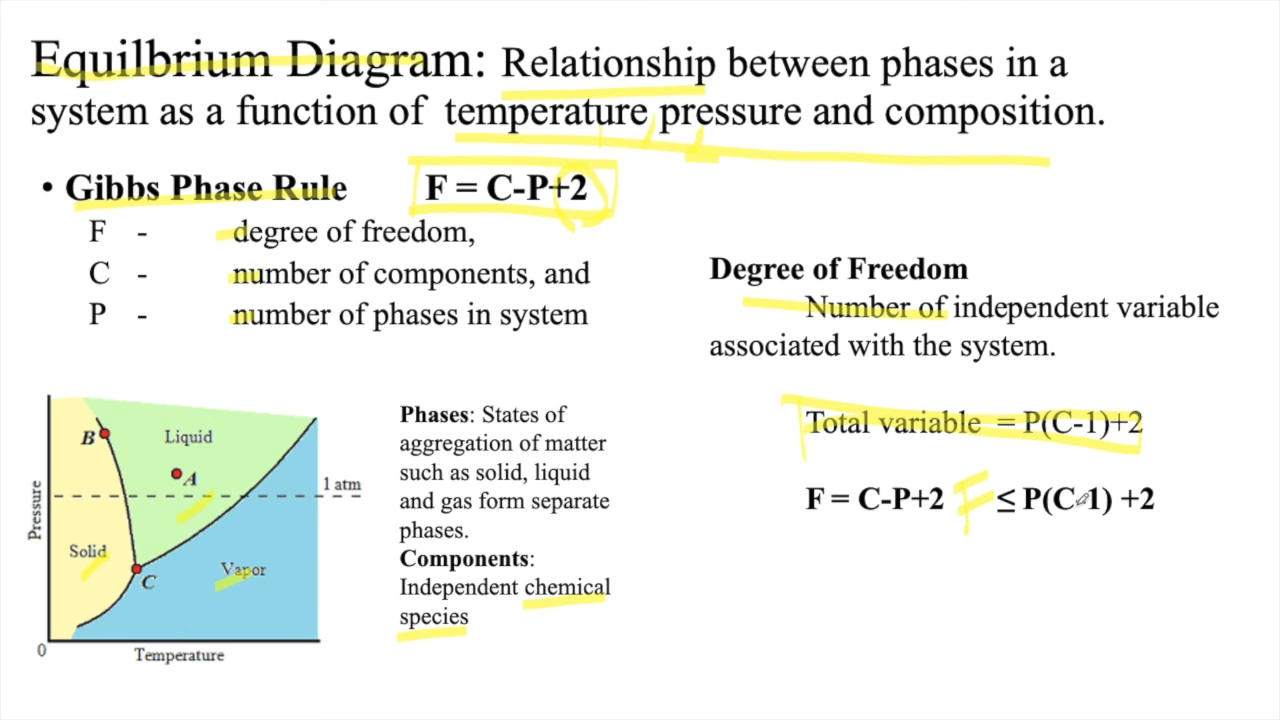 Equilbrium Diagram: Relationship between phases in a
system as a function of temperature pressure and composition.
• Gibbs Phase Rule F = C-P+2
F - degree of freedom,
C - number of components, and
P - number of phases in system
Degree of Freedom
Number of independent variable
associated with the system.
Total variable = P(C-1)+2
F = C-P+2 F ≤ P(C-1) +2
Phases: States of
aggregation of matter
such as solid, liquid
and gas form separate
phases.
Components:
Independent chemical
species
B
Liquid
A
1 atm
Pressure
Solid
C
Vapor
0
Temperature